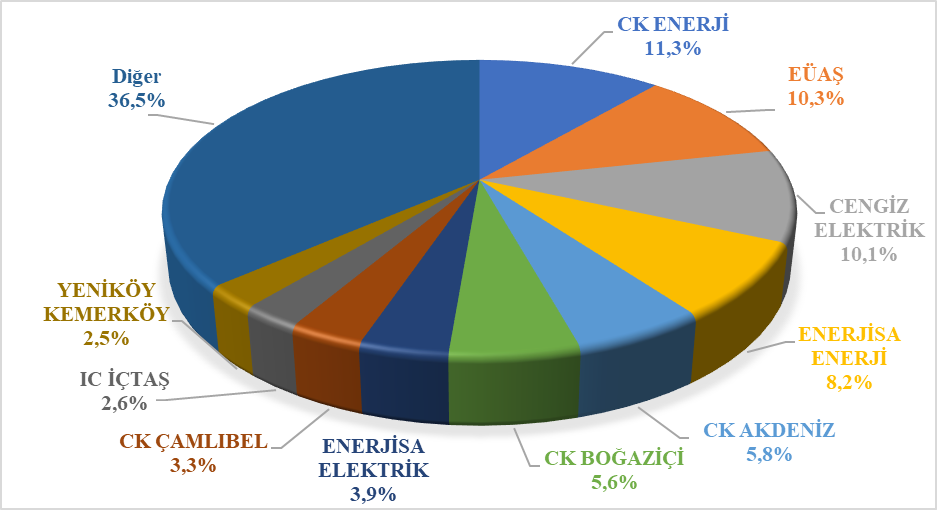 CK ENERJİ
11,3%
EÜAŞ
10,3%
CENGİZ
ELEKTRİK
10,1%
ENERJİSA
ENERJİ
8,2%
CK AKDENİZ
5,8%
CK BOĞAZİÇİ
5,6%
ENERJİSA
ELEKTRİK
3,9%
CK ÇAMLIBEL
3,3%
IC İÇTAŞ
2,6%
YENİKÖY
KEMERKÖY
2,5%
Diğer
36,5%